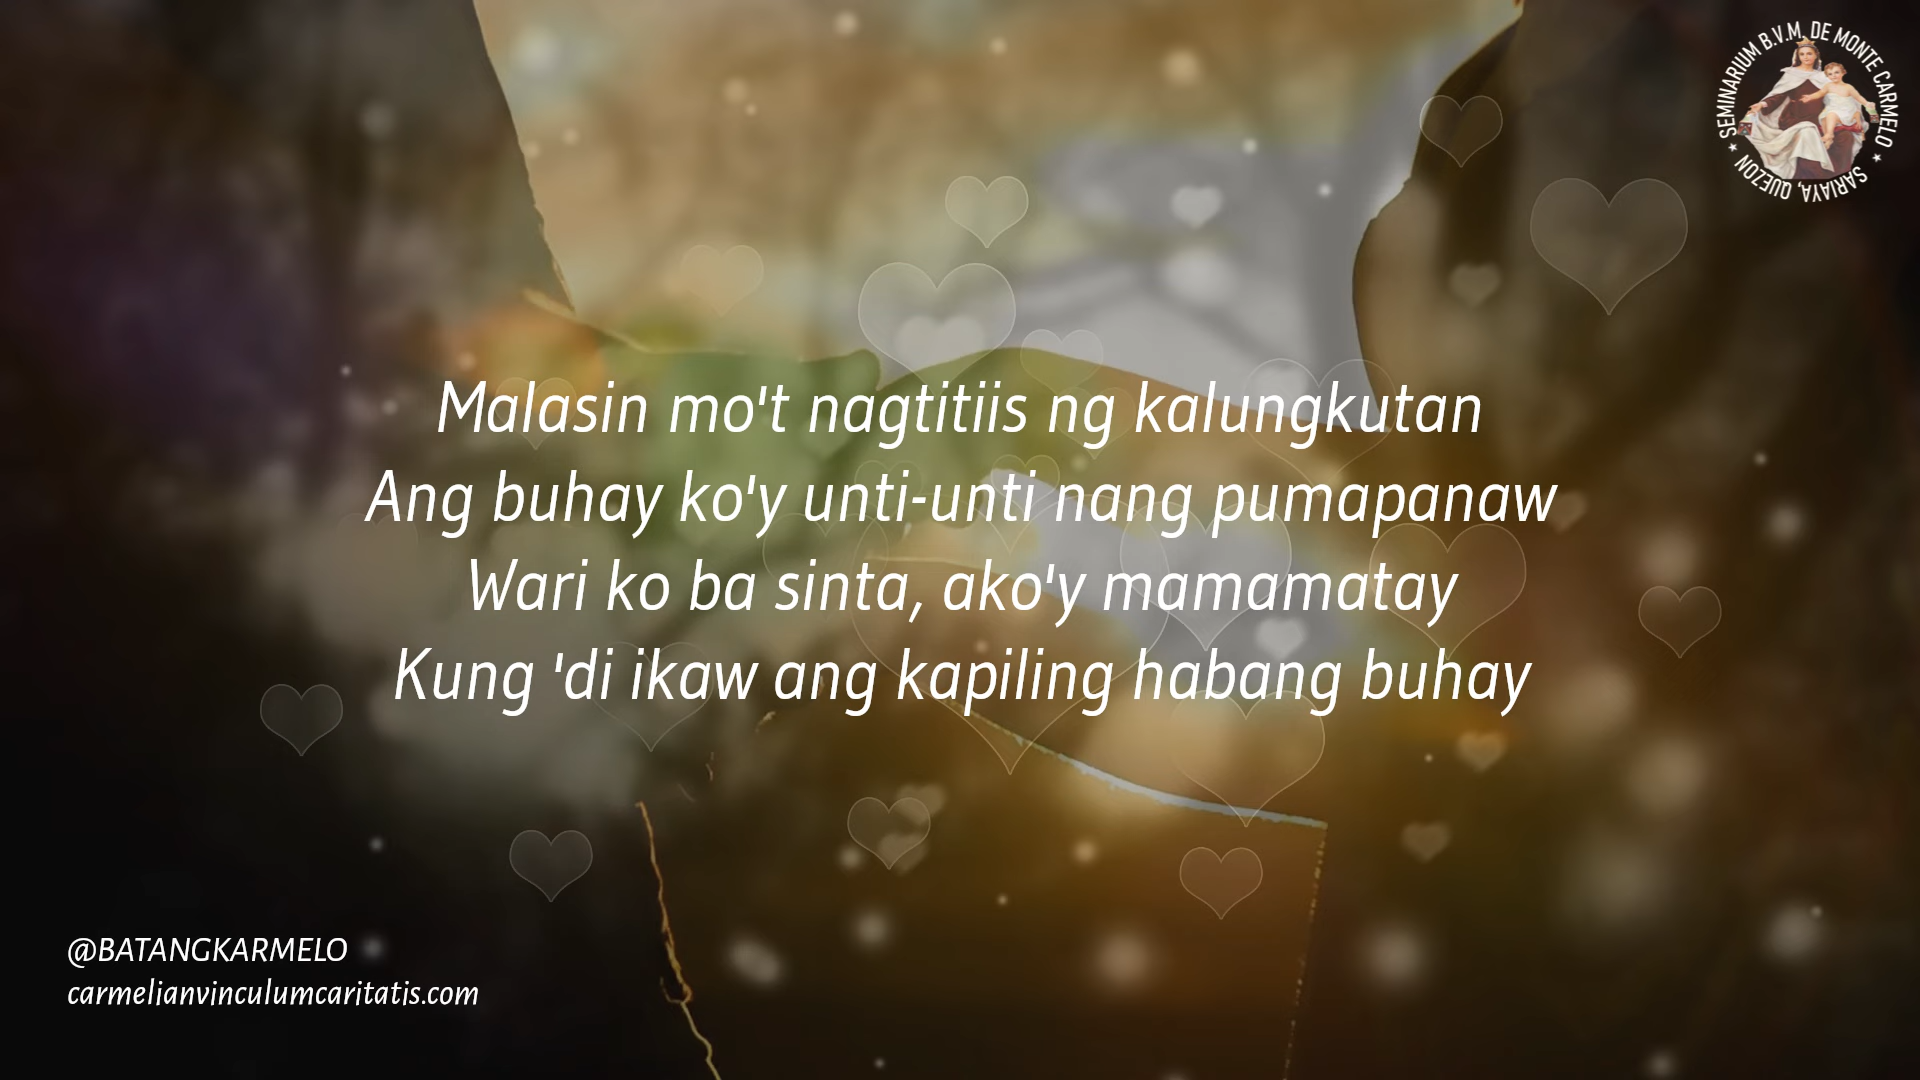 SEMINARIUM B.V.M. DE MONTE CARMELO
★ SARIAYA, QUEZON ★
Malasin mo't nagtitiis ng kalungkutan
Ang buhay ko'y unti-unti nang pumapanaw
Wari ko ba sinta, ako'y mamamatay
Kung 'di ikaw ang kapiling habang buhay
@BATANGKARMELO
carmelianvinculumcaritatis.com